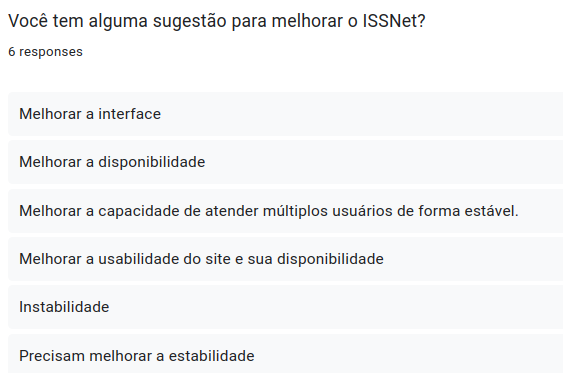 Você tem alguma sugestão para melhorar o ISSNet?
6 responses
Melhorar a interface
Melhorar a disponibilidade
Melhorar a capacidade de atender múltiplos usuários de forma estável.
Melhorar a usabilidade do site e sua disponibilidade
Instabilidade
Precisam melhorar a estabilidade